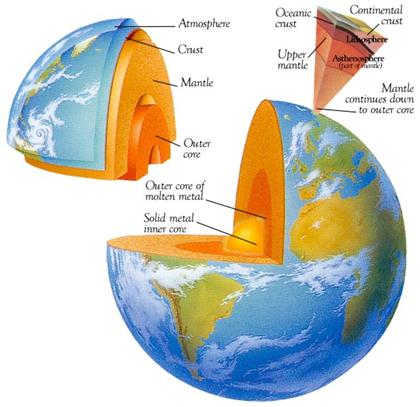 Atmosphere
Crust
Mantle
Outer
core
Oceanic
crust
Continental
crust
Lithosphere
Upper
mantle
Asthenosphere
(part of mantle)
Mantle
continues down
to outer core
Outer core of
molten metal
Solid metal
inner core